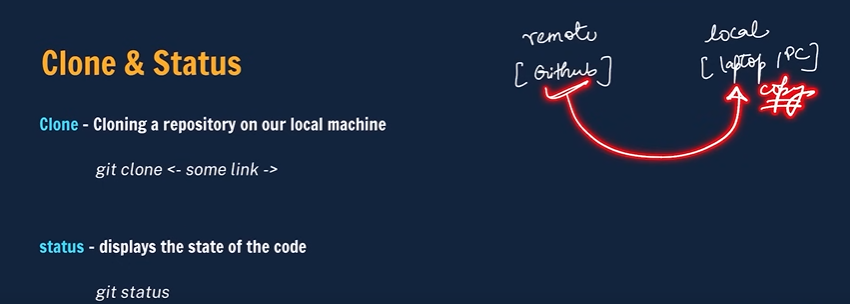 Clone & Status
Clone - Cloning a repository on our local machine
git clone <- some link ->
status - displays the state of the code
git status
remote
[Github]
local
[laptop / PC]
copy